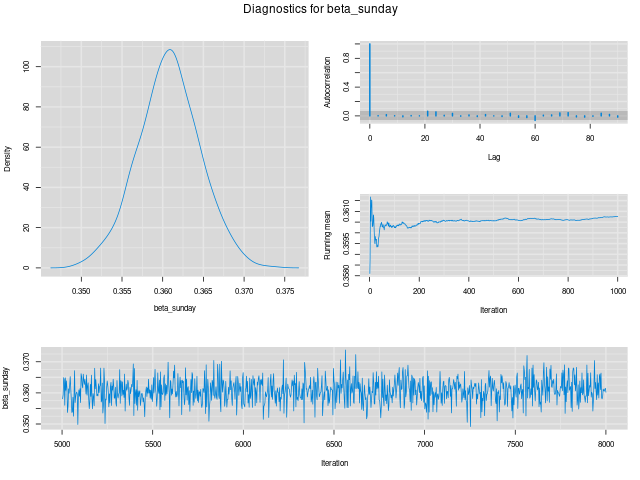 Diagnostics for beta_sunday
Density
0 20 40 60 80 100
0.350 0.355 0.360 0.365 0.370 0.375
beta_sunday
Autocorrelation
0.0 0.4 0.8
0 20 40 60 80
Lag
Running mean
0.3580 0.3595 0.3610
0 200 400 600 800 1000
Iteration
beta_sunday
0.350 0.360 0.370
5000 5500 6000 6500 7000 7500 8000
Iteration